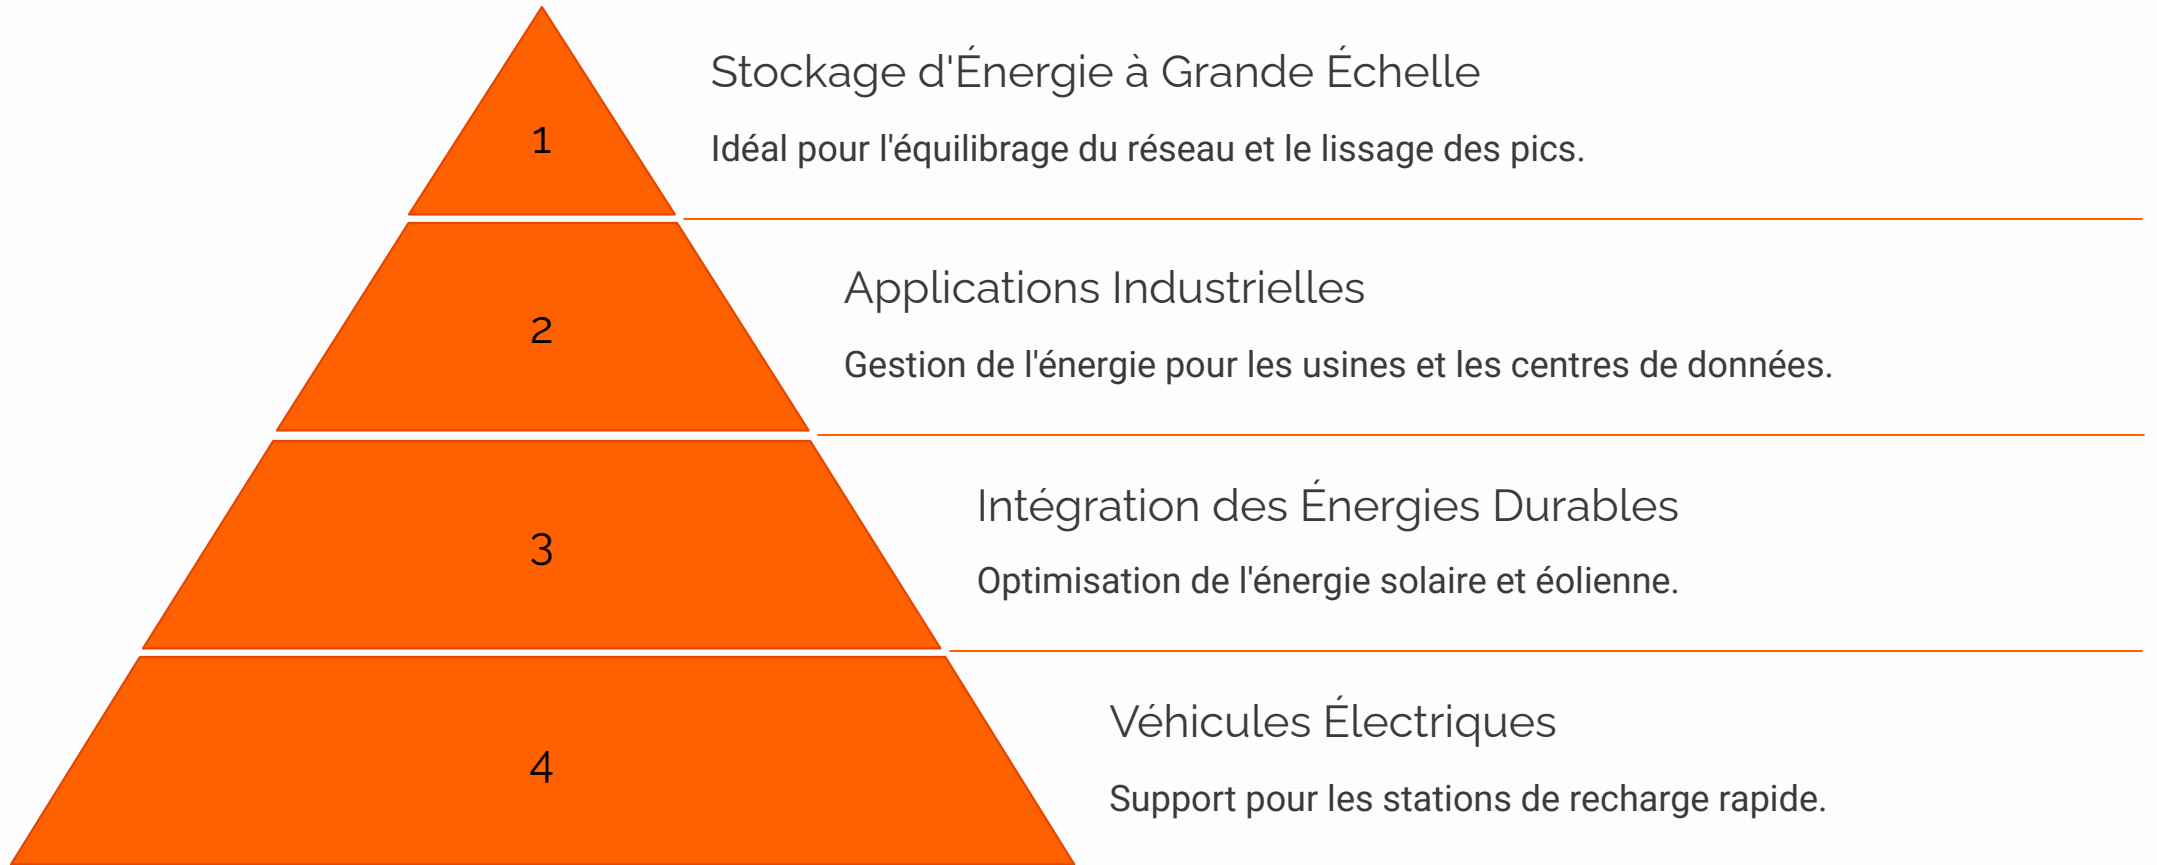 1
Stockage d'Énergie à Grande Échelle
Idéal pour l'équilibrage du réseau et le lissage des pics.
2
Applications Industrielles
Gestion de l'énergie pour les usines et les centres de données.
3
Intégration des Énergies Durables
Optimisation de l'énergie solaire et éolienne.
4
Véhicules Électriques
Support pour les stations de recharge rapide.